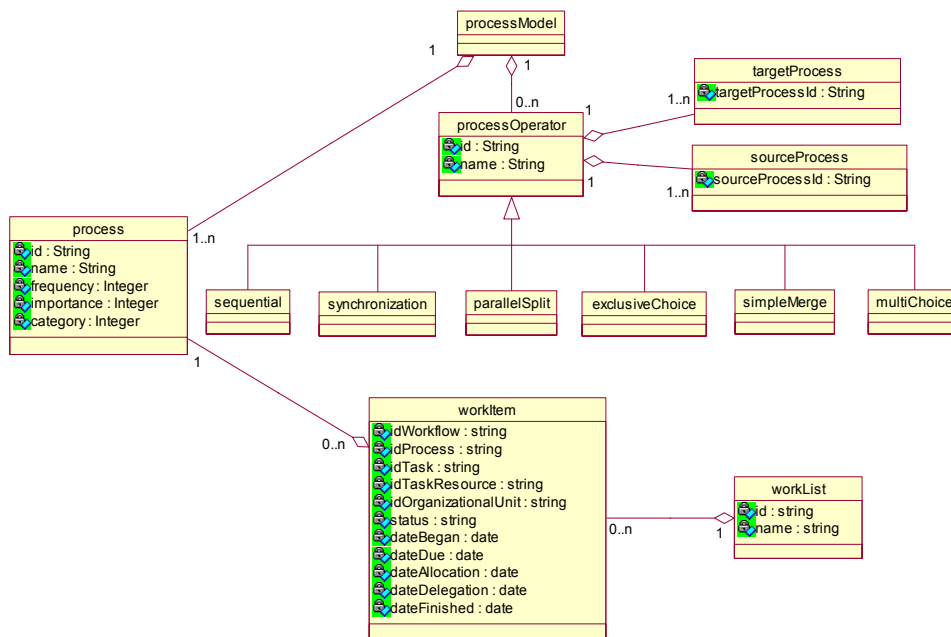 processModel
1
1
0..n
targetProcess
targetProcessId : String
1..n
1
processOperator
id : String
name : String
1
sourceProcess
sourceProcessId : String
1..n
process
id : String
name : String
frequency : Integer
importance : Integer
category : Integer
1..n
1
sequential
synchronization
parallelSplit
exclusiveChoice
simpleMerge
multiChoice
workItem
idWorkflow : string
idProcess : string
idTask : string
idTaskResource : string
idOrganizationalUnit : string
status : string
dateBegan : date
dateDue : date
dateAllocation : date
dateDelegation : date
dateFinished : date
0..n
0..n
1
workList
id : string
name : string